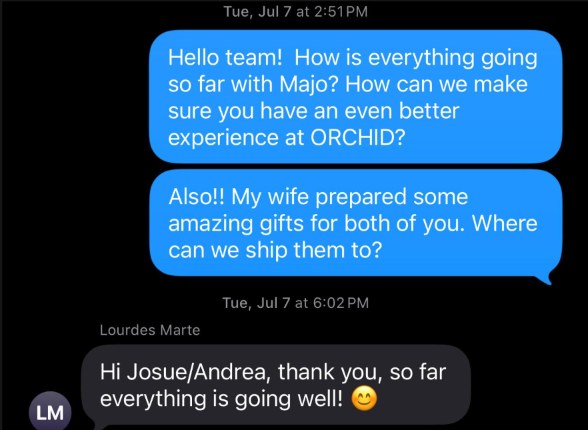 Tue, Jul 7 at 2:51 PM
Hello team!  How is everything going
so far with Majo? How can we make
sure you have an even better
experience at ORCHID?
Also!! My wife prepared some
amazing gifts for both of you. Where
can we ship them to?
Tue, Jul 7 at 6:02 PM
Lourdes Marte
Hi Josue/Andrea, thank you, so far
everything is going well! 😊
LM